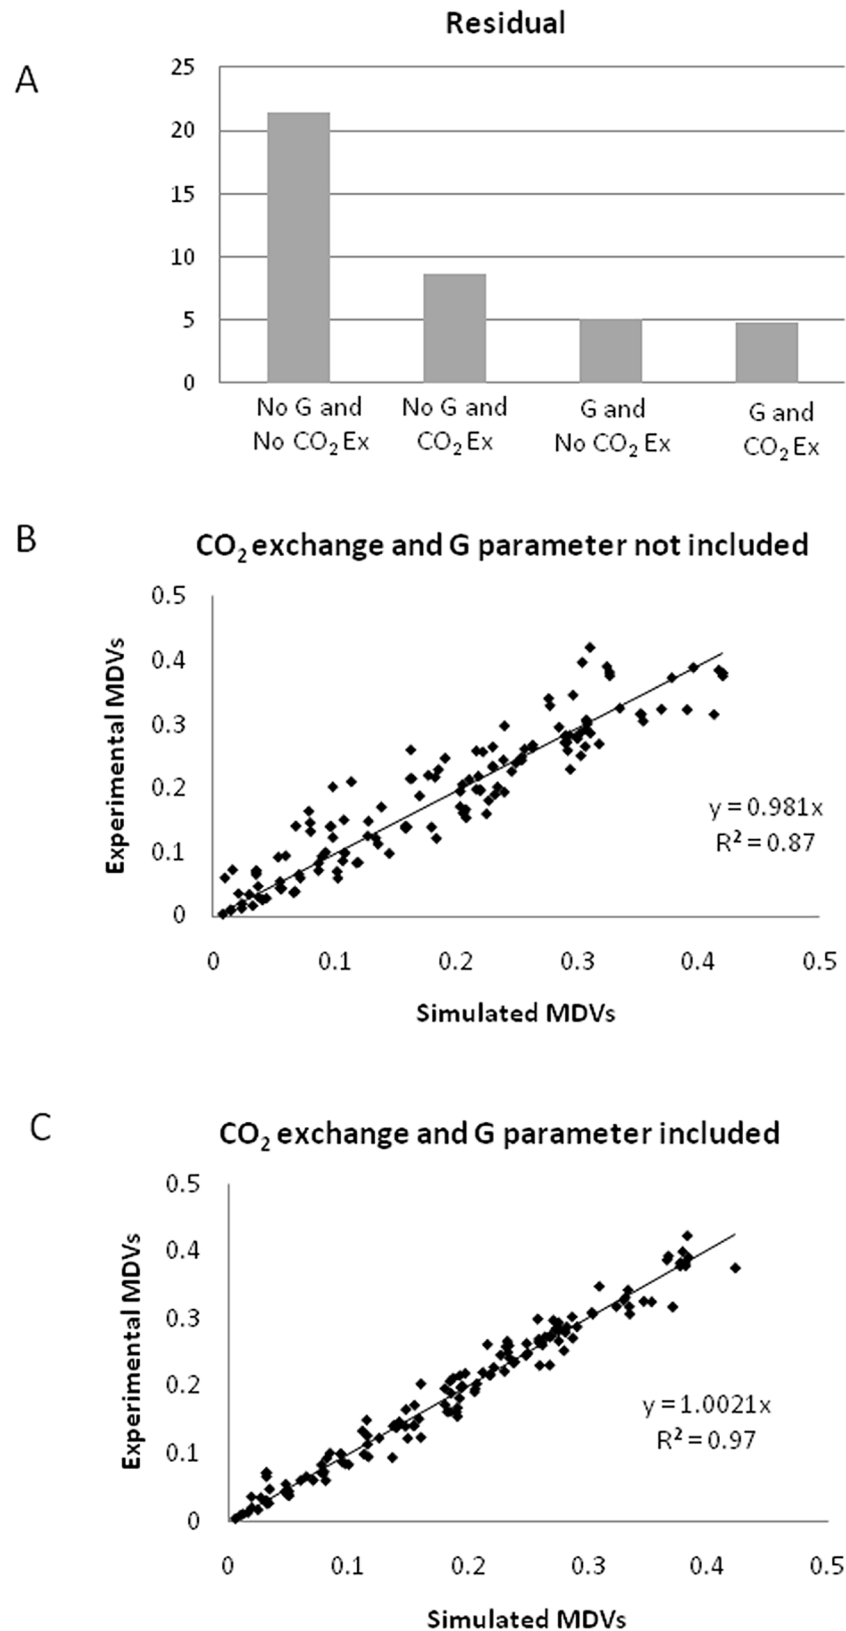 Residual
A
25
20
15
10
5
0
No G and
No CO₂ Ex
No G and
CO₂ Ex
G and
No CO₂ Ex
G and
CO₂ Ex
B
CO₂ exchange and G parameter not included
Experimental MDVs
0.5
0.4
0.3
0.2
0.1
0
y = 0.981x
R² = 0.87
0 0.1 0.2 0.3 0.4 0.5
Simulated MDVs
C
CO₂ exchange and G parameter included
Experimental MDVs
0.5
0.4
0.3
0.2
0.1
0
y = 1.0021x
R² = 0.97
0 0.1 0.2 0.3 0.4 0.5
Simulated MDVs